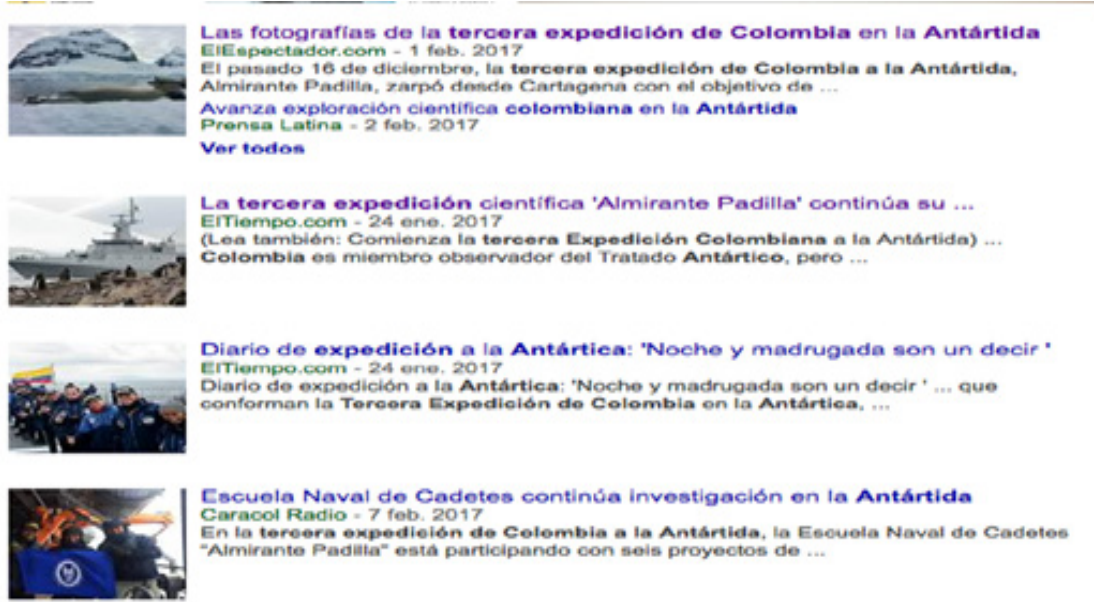 Las fotografías de la tercera expedición de Colombia en la Antártida
ElEspectador.com - 1 feb. 2017
El pasado 16 de diciembre, la tercera expedición de Colombia a la Antártida,
Almirante Padilla, zarpó desde Cartagena con el objetivo de ...
Avanza exploración científica colombiana en la Antártida
Prensa Latina - 2 feb. 2017
Ver todos
La tercera expedición científica 'Almirante Padilla' continúa su ...
ElTiempo.com - 24 ene. 2017
(Lea también: Comienza la tercera Expedición Colombiana a la Antártida) ...
Colombia es miembro observador del Tratado Antártico, pero ...
Diario de expedición a la Antártica: 'Noche y madrugada son un decir '
ElTiempo.com - 24 ene. 2017
Diario de expedición a la Antártica: 'Noche y madrugada son un decir ' ... que
conforman la Tercera Expedición de Colombia en la Antártica, ...
Escuela Naval de Cadetes continúa investigación en la Antártida
Caracol Radio - 7 feb. 2017
En la tercera expedición de Colombia a la Antártida, la Escuela Naval de Cadetes
"Almirante Padilla" está participando con seis proyectos de ...